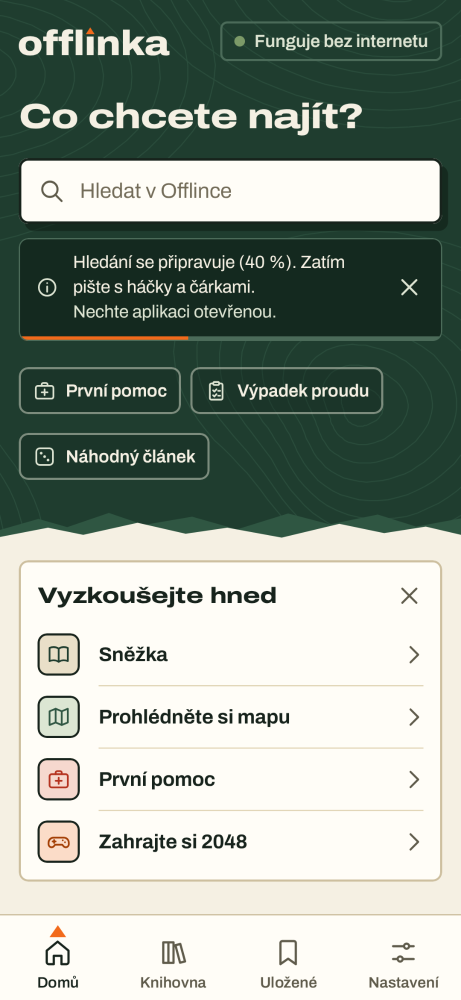 offlinka
Funguje bez internetu
Co chcete najít?
Hledat v Offlince
Hledání se připravuje (40 %). Zatím
pište s háčky a čárkami.
Nechte aplikaci otevřenou.
První pomoc
Výpadek proudu
Náhodný článek
Vyzkoušejte hned
Sněžka
Prohlédněte si mapu
První pomoc
Zahrajte si 2048
Domů
Knihovna
Uložené
Nastavení